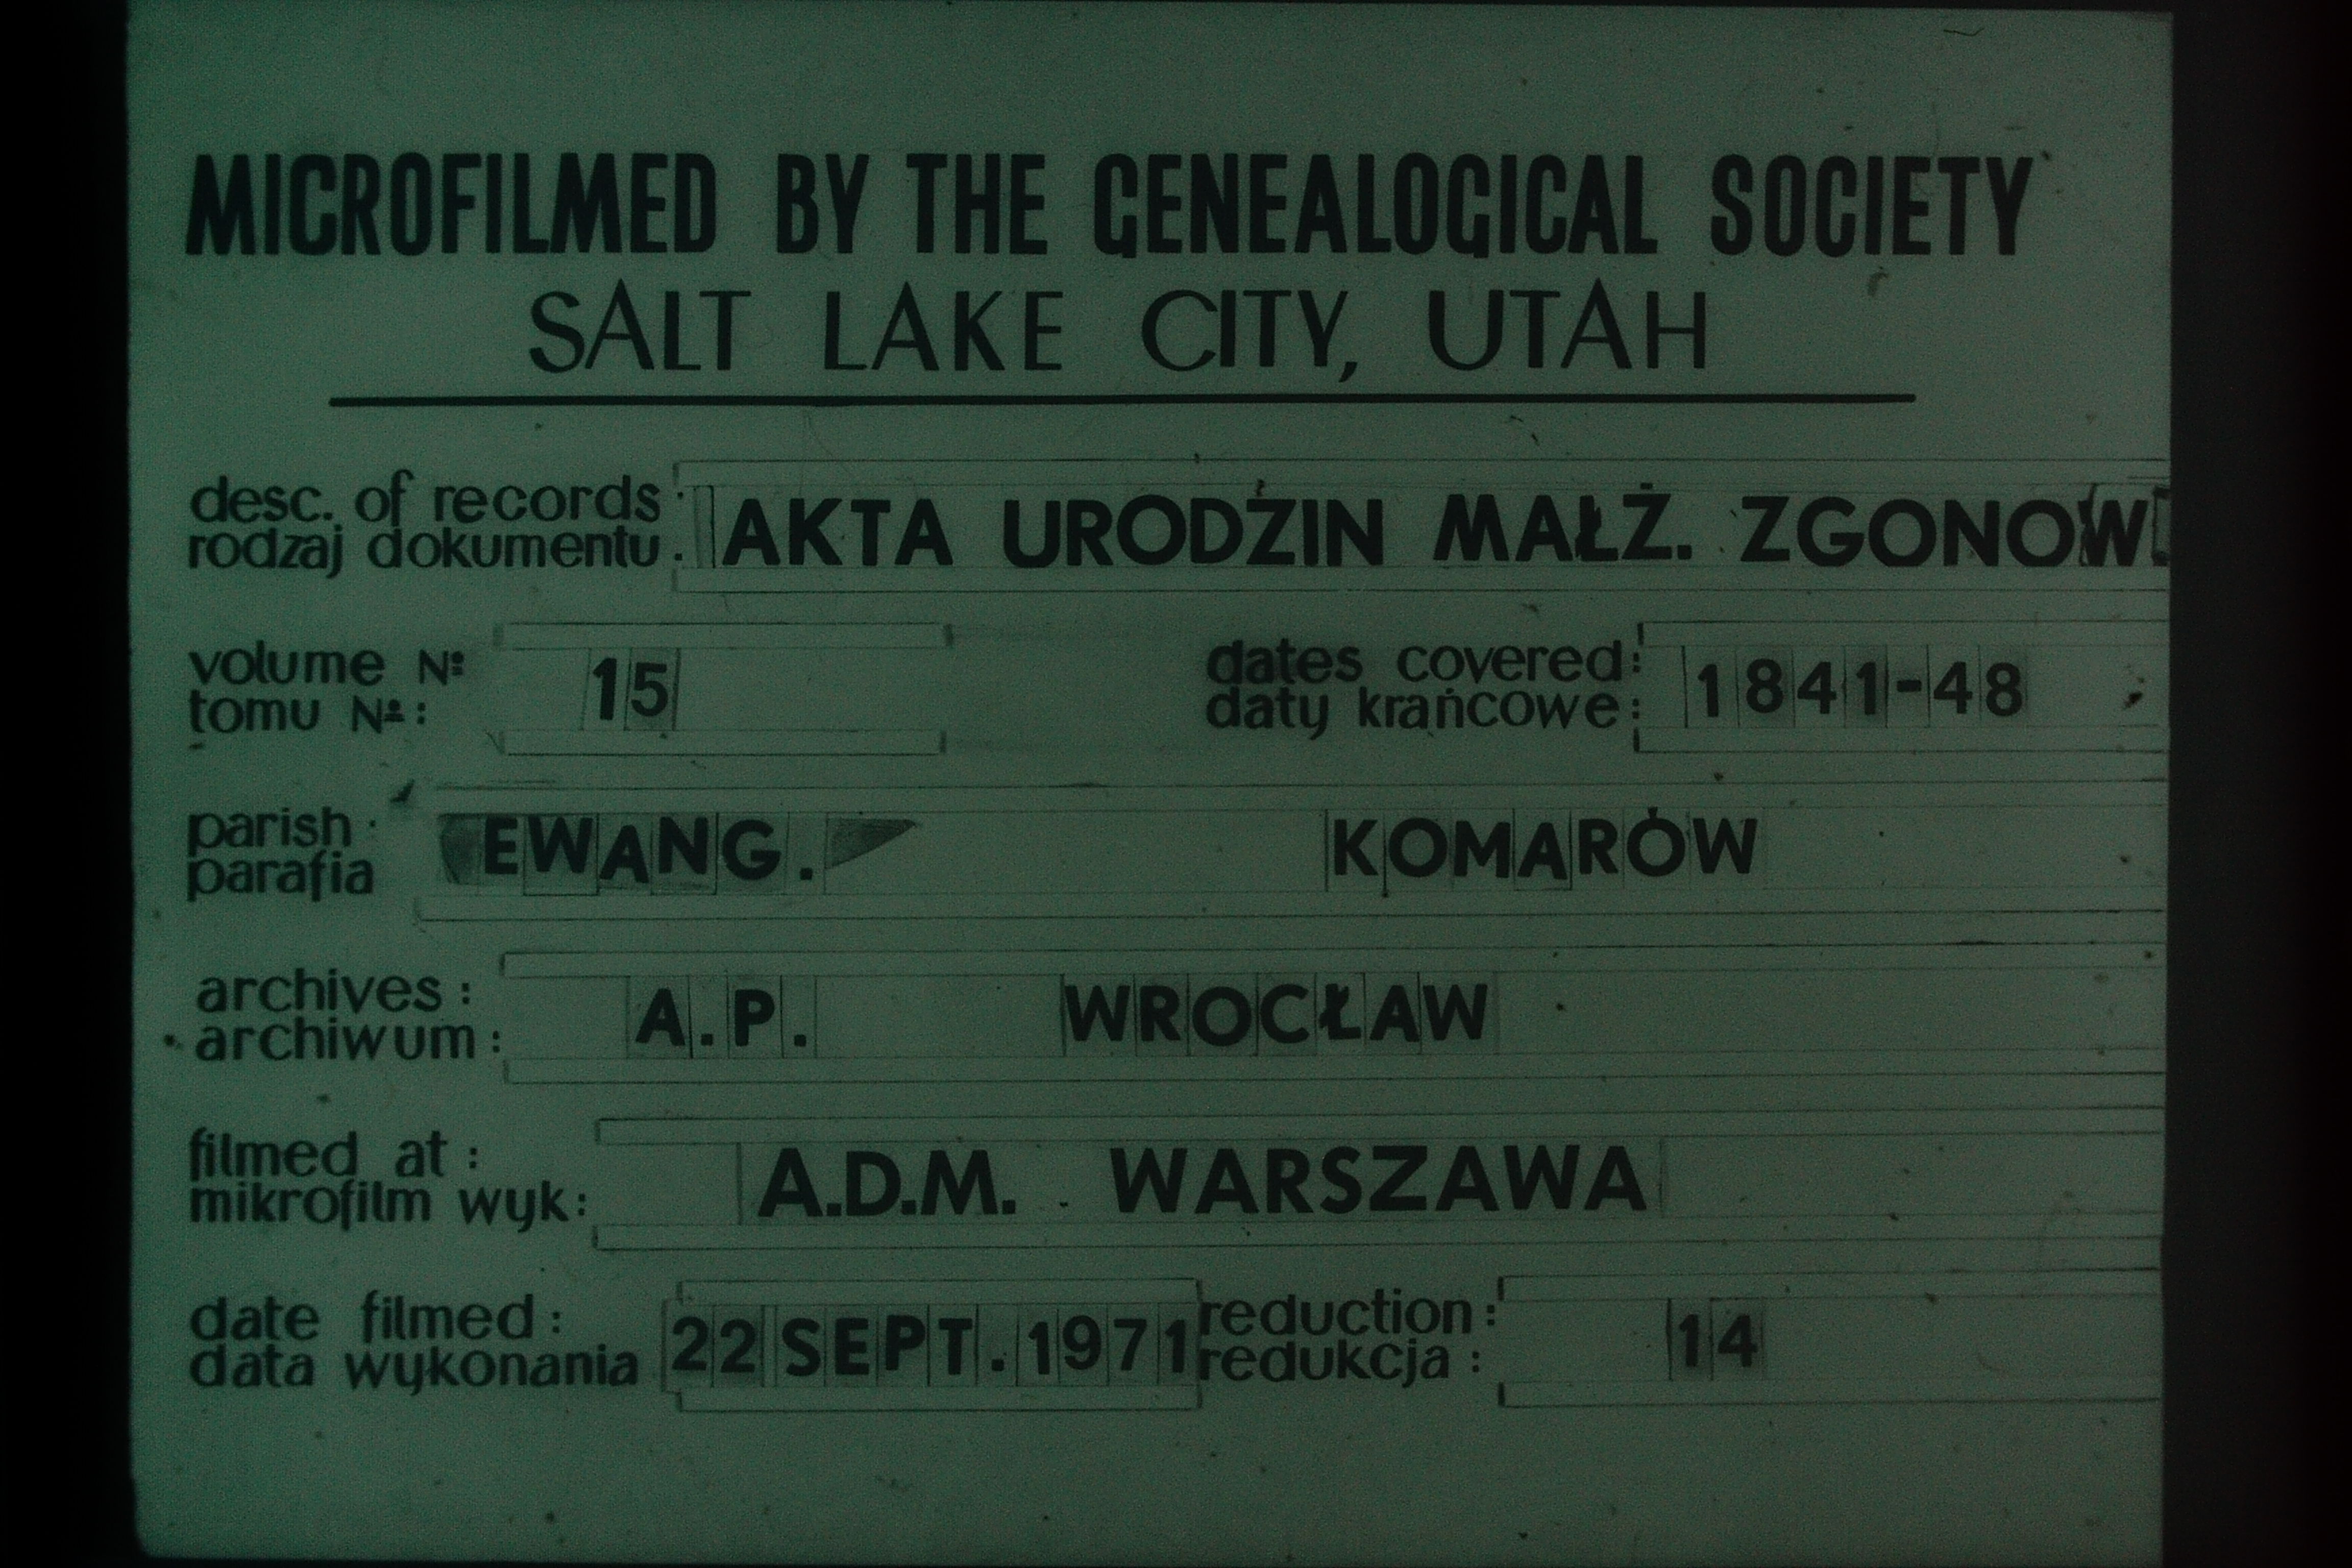 MICROFILMED BY THE GENEALOGICAL SOCIETY
SALT LAKE CITY, UTAH
desc. of records: AKTA URODZIN MAŁŻ. ZGONOW
rodzaj dokumentu.
volume №: 15 dates covered: 1841-48
tomu №: daty krańcowe:
parish: EWANG. KOMARÓW
parafia
archives: A.P. WROCŁAW
archiwum:
filmed at: A.D.M. WARSZAWA
mikrofilm wyk:
date filmed: 22 SEPT. 1971 reduction: 14
data wykonania redukcja: